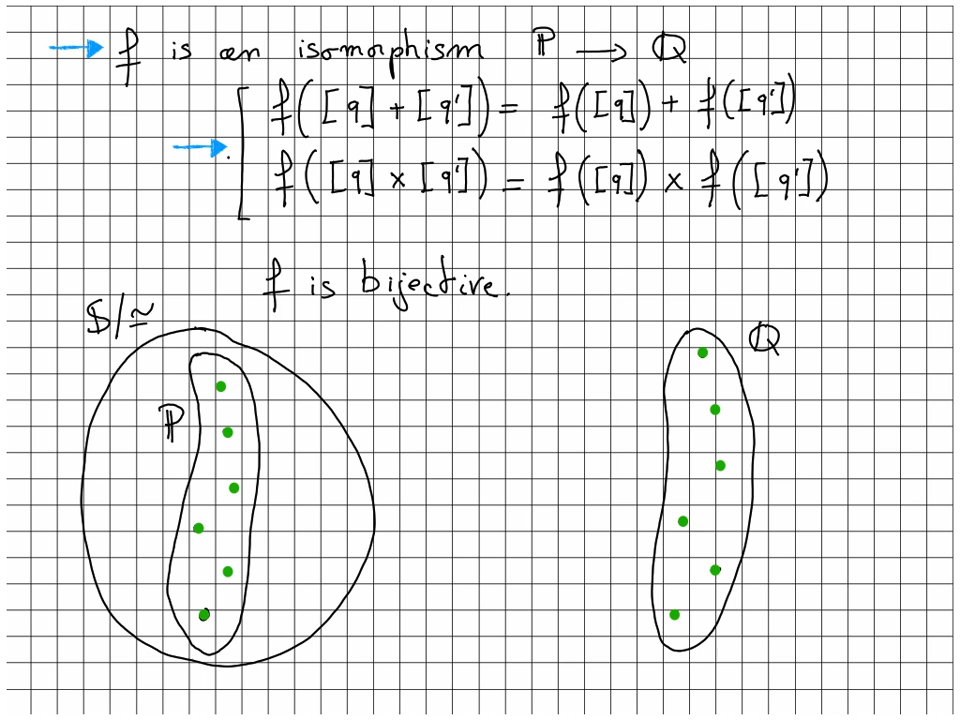 f is an isomorphism ℙ → ℚ
f([q] + [q']) = f([q]) + f([q'])
f([q] × [q']) = f([q]) × f([q'])
f is bijective.
$/≃
ℚ
ℙ